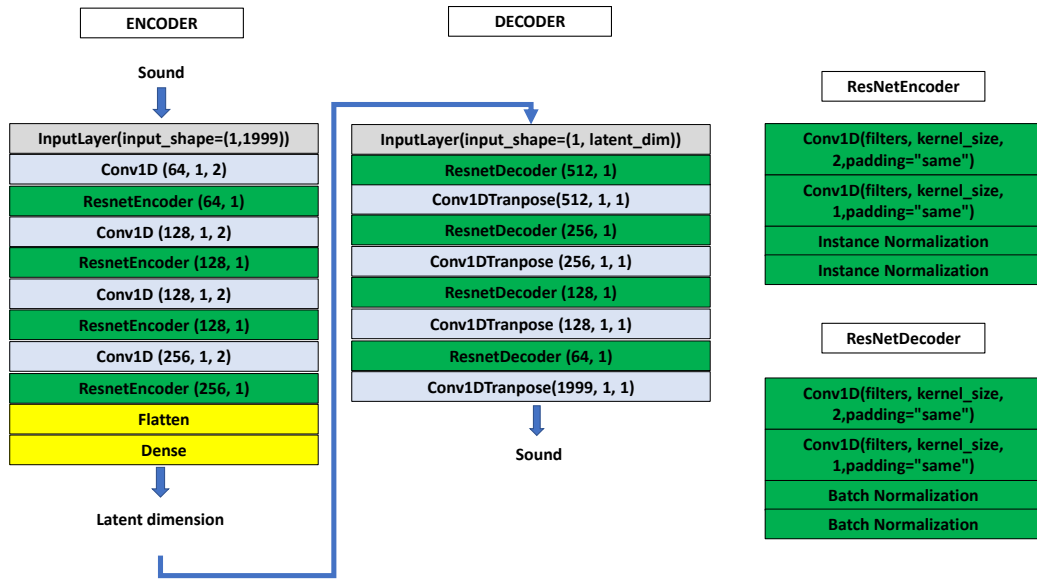 ENCODER
Sound
InputLayer(input_shape=(1,1999))
Conv1D (64, 1, 2)
ResnetEncoder (64, 1)
Conv1D (128, 1, 2)
ResnetEncoder (128, 1)
Conv1D (128, 1, 2)
ResnetEncoder (128, 1)
Conv1D (256, 1, 2)
ResnetEncoder (256, 1)
Flatten
Dense
Latent dimension
DECODER
InputLayer(input_shape=(1, latent_dim))
ResnetDecoder (512, 1)
Conv1DTranpose(512, 1, 1)
ResnetDecoder (256, 1)
Conv1DTranpose (256, 1, 1)
ResnetDecoder (128, 1)
Conv1DTranpose (128, 1, 1)
ResnetDecoder (64, 1)
Conv1DTranpose(1999, 1, 1)
Sound
ResNetEncoder
Conv1D(filters, kernel_size,
2,padding="same")
Conv1D(filters, kernel_size,
1,padding="same")
Instance Normalization
Instance Normalization
ResNetDecoder
Conv1D(filters, kernel_size,
2,padding="same")
Conv1D(filters, kernel_size,
1,padding="same")
Batch Normalization
Batch Normalization